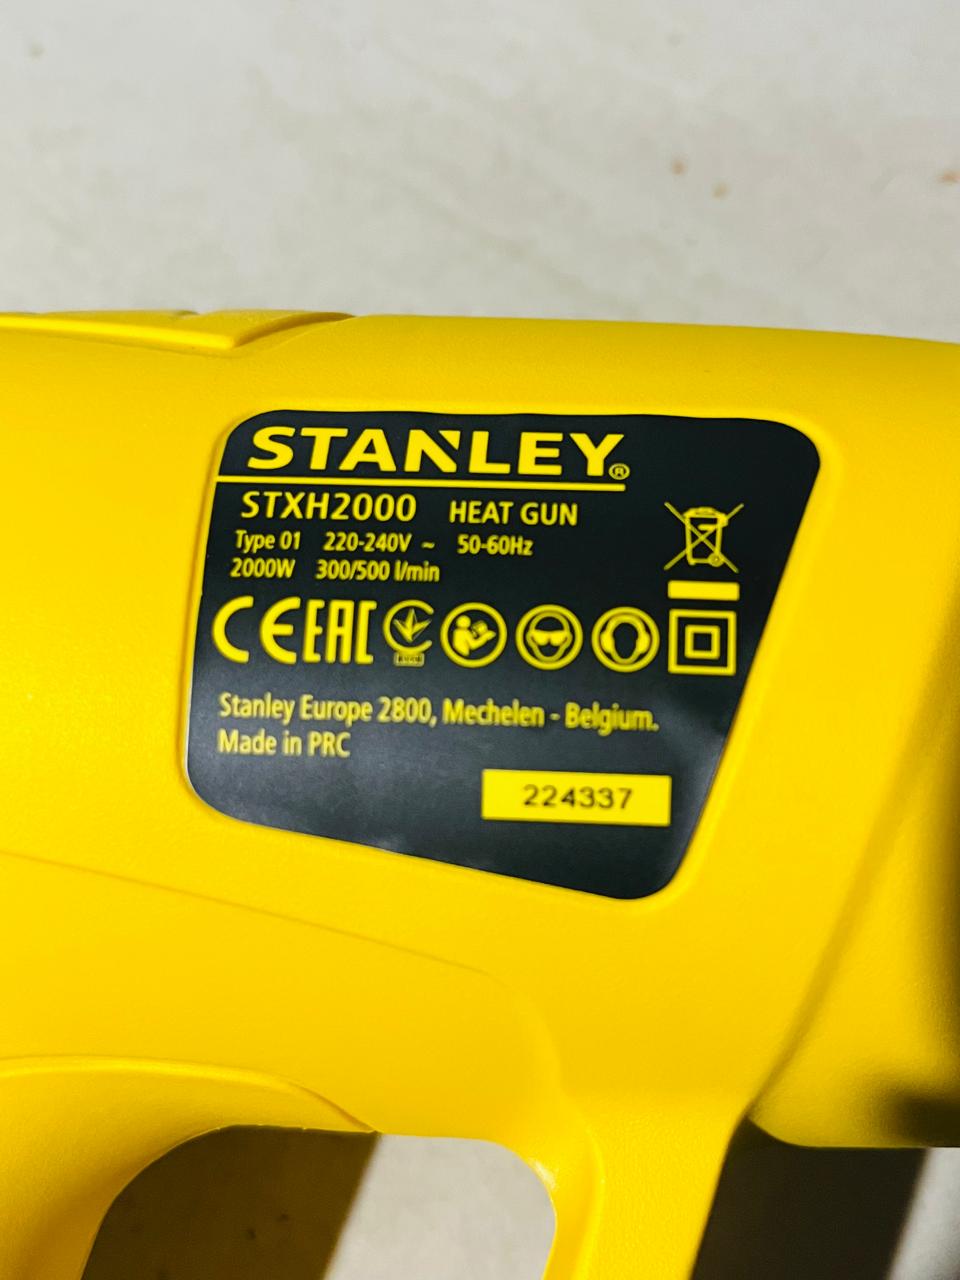 STANLEY®
STXH2000 HEAT GUN
Type 01 220-240V ~ 50-60Hz
2000W 300/500 l/min
CE EAC
Stanley Europe 2800, Mechelen - Belgium.
Made in PRC
224337